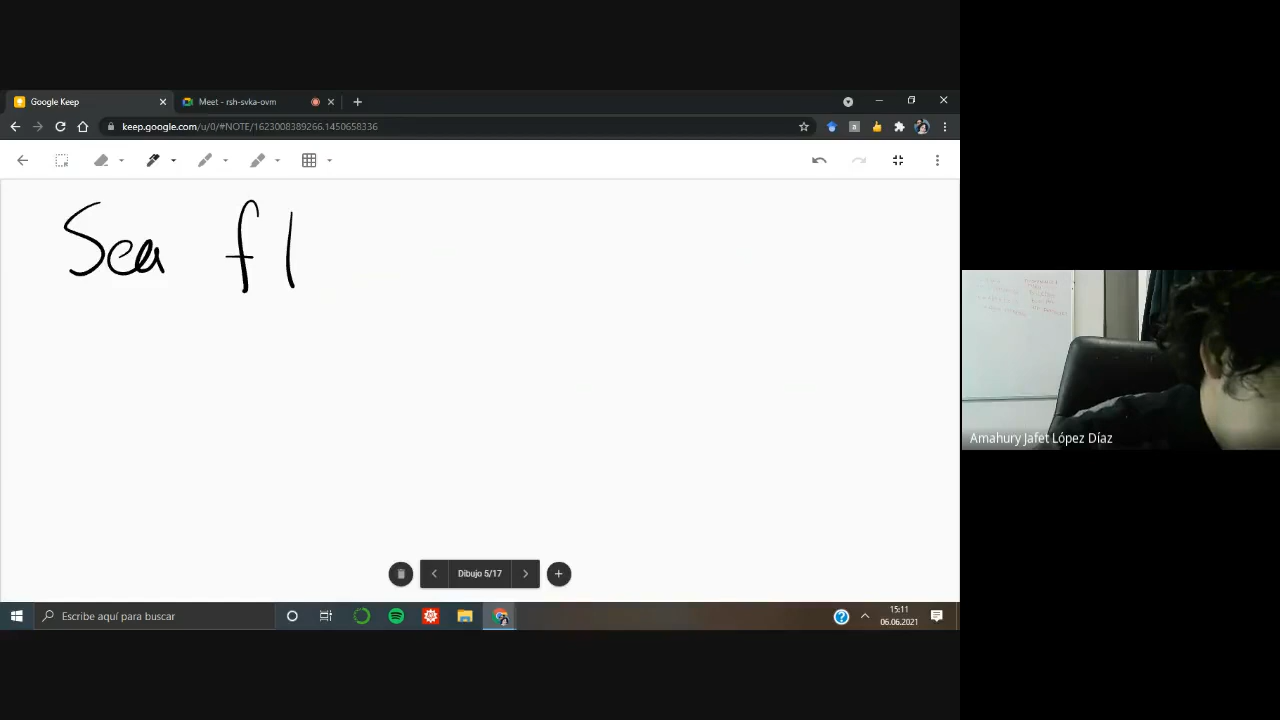 Google Keep
Meet - rsh-svka-ovm
keep.google.com/u/0/#NOTE/1623008389266.1450658336
Sea f |
Amahury Jafet López Díaz
Dibujo 5/17
Escribe aquí para buscar
15:11
06.06.2021